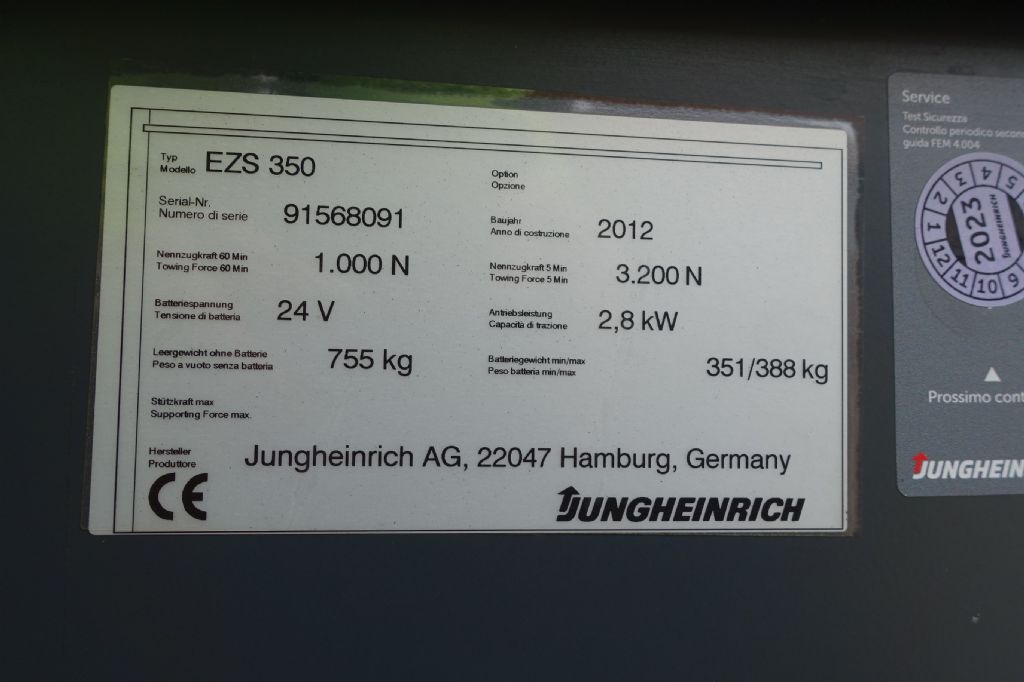 Typ
Modello EZS 350
Option
Opzione
Serial-Nr.
Numero di serie 91568091
Baujahr
Anno di costruzione 2012
Nennzugkraft 60 Min
Towing Force 60 Min 1.000 N
Nennzugkraft 5 Min
Towing Force 5 Min 3.200 N
Batteriespannung
Tensione di batteria 24 V
Antriebsleistung
Capacità di trazione 2,8 kW
Leergewicht ohne Batterie
Peso a vuoto senza batteria 755 kg
Batteriegewicht min/max
Peso batteria min/max 351/388 kg
Stützkraft max
Supporting Force max.
Hersteller
Produttore Jungheinrich AG, 22047 Hamburg, Germany
CE
JUNGHEINRICH
Service
Test Sicurezza
Controllo periodico
guida FEM 4.004
1 2 3 4 5 9 10 11 12
2023
JUNGHEINRICH
Prossimo